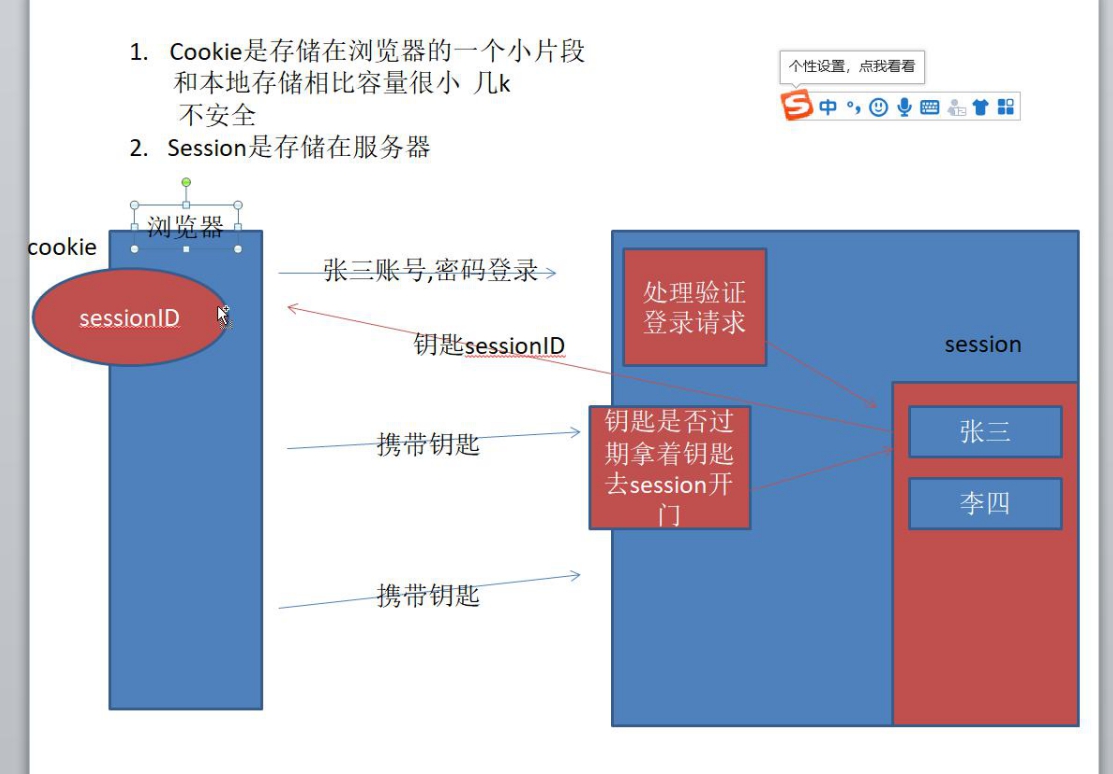 1. Cookie是存储在浏览器的一个小片段
和本地存储相比容量很小 几k
不安全
2. Session是存储在服务器
个性设置，点我看看
中
浏览器
cookie
sessionID
张三账号,密码登录
钥匙sessionID
携带钥匙
携带钥匙
处理验证
登录请求
session
钥匙是否过
期拿着钥匙
去session开
门
张三
李四